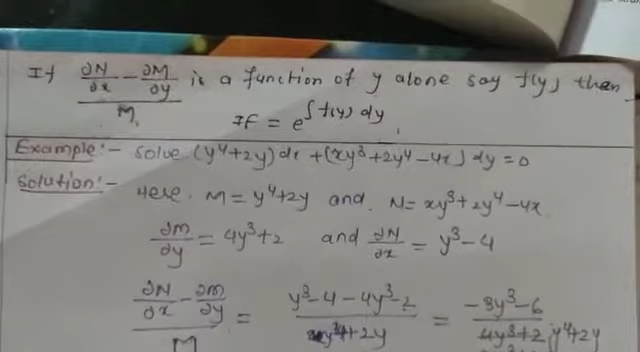 If (∂N/∂x - ∂M/∂y)/M is a function of y alone say f(y) then
IF = e^∫f(y) dy.
Example:- solve (y⁴+2y)dx +(xy³+2y⁴-4x)dy=0
Solution:- Here. M= y⁴+2y and. N= xy³+2y⁴-4x.
∂M/∂y = 4y³+2 and ∂N/∂x = y³-4
(∂N/∂x - ∂M/∂y)/M = (y³-4-4y³-2)/(y⁴+2y) = (-3y³-6)/(4y³+2) y⁴+2y